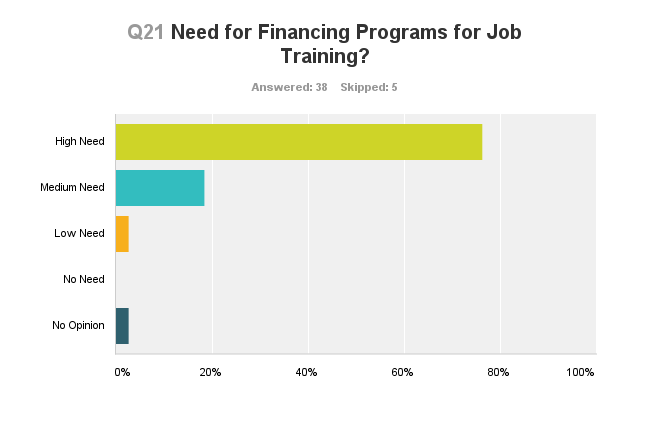 Q21 Need for Financing Programs for Job
Training?
Answered: 38 Skipped: 5
High Need
Medium Need
Low Need
No Need
No Opinion
0% 20% 40% 60% 80% 100%